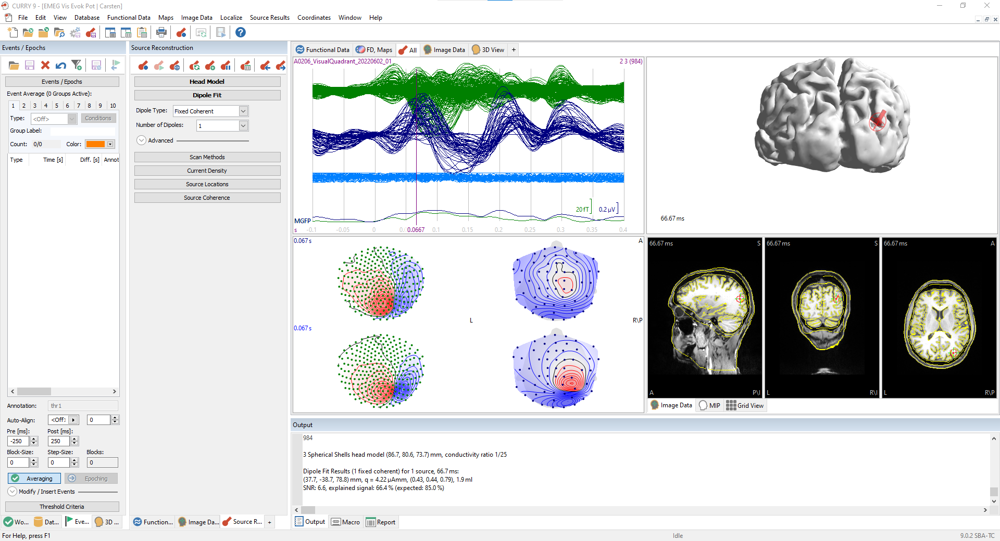 CURRY 9 - [EMEG Vis Evok Pot | Carsten]
File Edit View Database Functional Data Maps Image Data Localize Source Results Coordinates Window Help
Events / Epochs
Events / Epochs
Event Average (0 Groups Active):
1 2 3 4 5 6 7 8 9 10
Type: <Off> Conditions
Group Label:
Count: 0/0 Color:
Type Time [s] Diff. [s] Annot
Annotation: thr1
Auto-Align: <Off> 0
Pre [ms]: Post [ms]:
-250 250
Block-Size: Step-Size: Blocks:
0 0 0
Averaging Epoching
Modify / Insert Events
Threshold Criteria
Wo... Dat... Eve... 3D ...
Source Reconstruction
Head Model
Dipole Fit
Dipole Type: Fixed Coherent
Number of Dipoles: 1
Advanced
Scan Methods
Current Density
Source Locations
Source Coherence
Function... Image Da... Source R... +
Functional Data FD, Maps All Image Data 3D View +
A0206_VisualQuadrant_20220602_01 2 3 (984)
20 fT 0.2 µV
MGFP
s -0.1 -0.05 0 0.0667 0.1 0.15 0.2 0.25 0.3 0.35 0.4
66.67 ms
0.067 s A
L R\P
0.067 s
66.67 ms S 66.67 ms S 66.67 ms A
A P\I L R\I L R\P
Image Data MIP Grid View
Output
984
3 Spherical Shells head model (86.7, 80.6, 73.7) mm, conductivity ratio 1/25
Dipole Fit Results (1 fixed coherent) for 1 source, 66.7 ms:
(37.7, -38.7, 78.8) mm, q = 4.22 µAmm, (0.43, 0.44, 0.79), 1.9 ml
SNR: 6.6, explained signal: 66.4 % (expected: 85.0 %)
Output Macro Report
For Help, press F1 Idle 9.0.2 SBA-TC